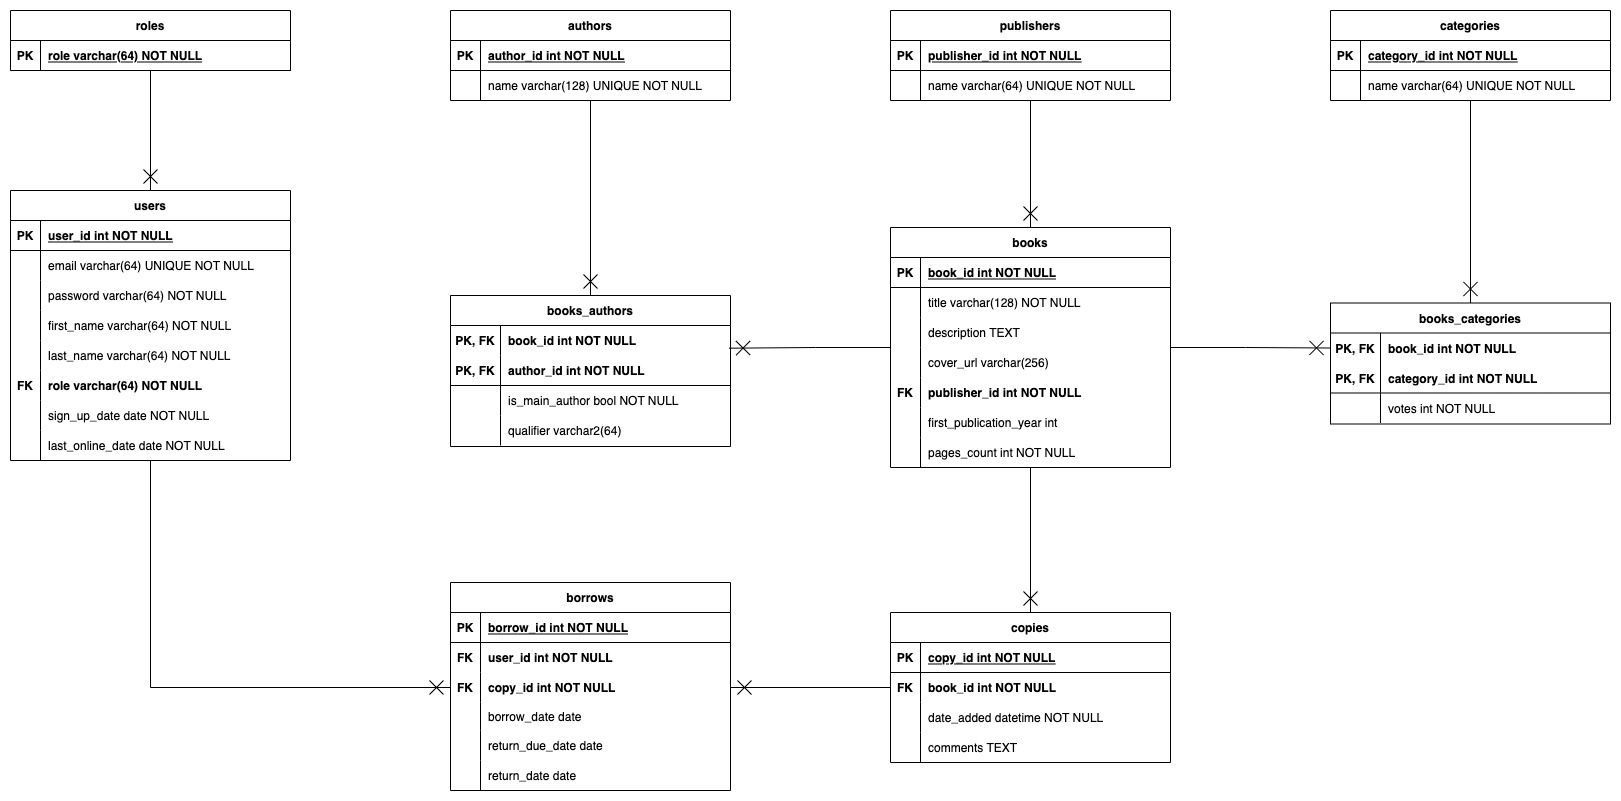 roles
PK role varchar(64) NOT NULL
authors
PK author_id int NOT NULL
name varchar(128) UNIQUE NOT NULL
publishers
PK publisher_id int NOT NULL
name varchar(64) UNIQUE NOT NULL
categories
PK category_id int NOT NULL
name varchar(64) UNIQUE NOT NULL
users
PK user_id int NOT NULL
email varchar(64) UNIQUE NOT NULL
password varchar(64) NOT NULL
first_name varchar(64) NOT NULL
last_name varchar(64) NOT NULL
FK role varchar(64) NOT NULL
sign_up_date date NOT NULL
last_online_date date NOT NULL
books_authors
PK, FK book_id int NOT NULL
PK, FK author_id int NOT NULL
is_main_author bool NOT NULL
qualifier varchar2(64)
books
PK book_id int NOT NULL
title varchar(128) NOT NULL
description TEXT
cover_url varchar(256)
FK publisher_id int NOT NULL
first_publication_year int
pages_count int NOT NULL
books_categories
PK, FK book_id int NOT NULL
PK, FK category_id int NOT NULL
votes int NOT NULL
borrows
PK borrow_id int NOT NULL
FK user_id int NOT NULL
FK copy_id int NOT NULL
borrow_date date
return_due_date date
return_date date
copies
PK copy_id int NOT NULL
FK book_id int NOT NULL
date_added datetime NOT NULL
comments TEXT